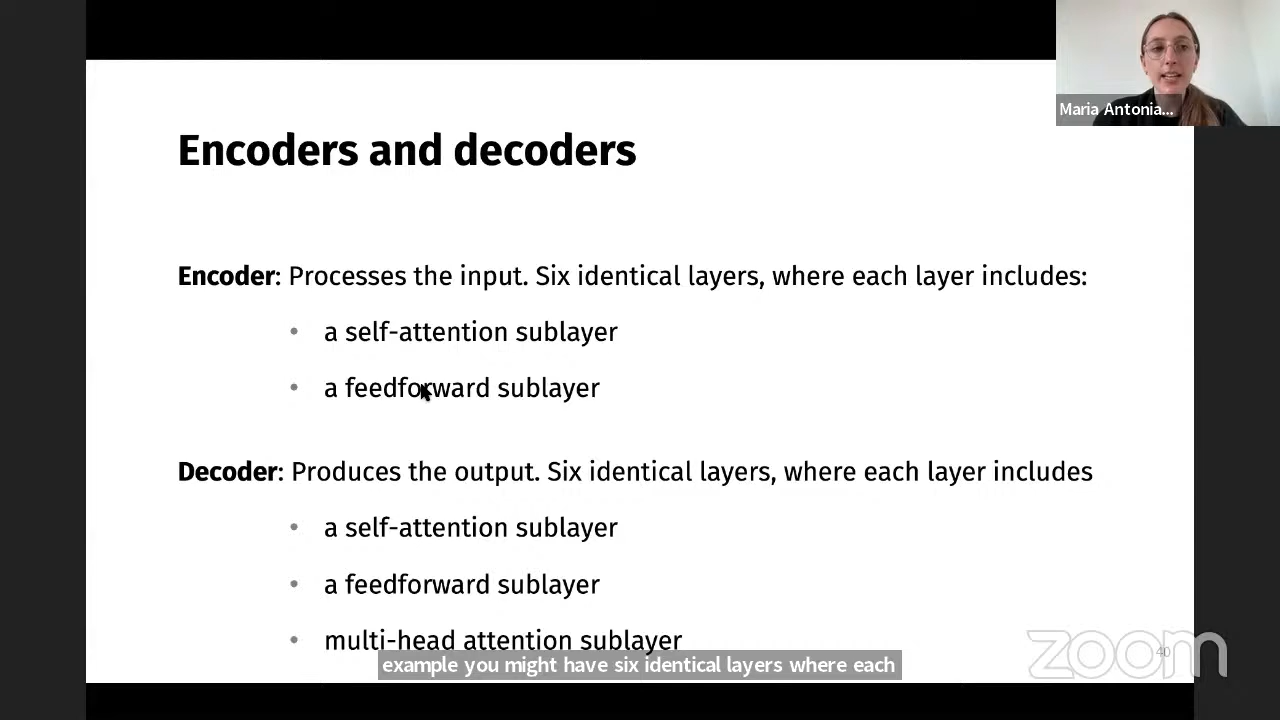 Maria Antonia...
Encoders and decoders
Encoder: Processes the input. Six identical layers, where each layer includes:
• a self-attention sublayer
• a feedforward sublayer
Decoder: Produces the output. Six identical layers, where each layer includes
• a self-attention sublayer
• a feedforward sublayer
• multi-head attention sublayer
example you might have six identical layers where each
zoom
40